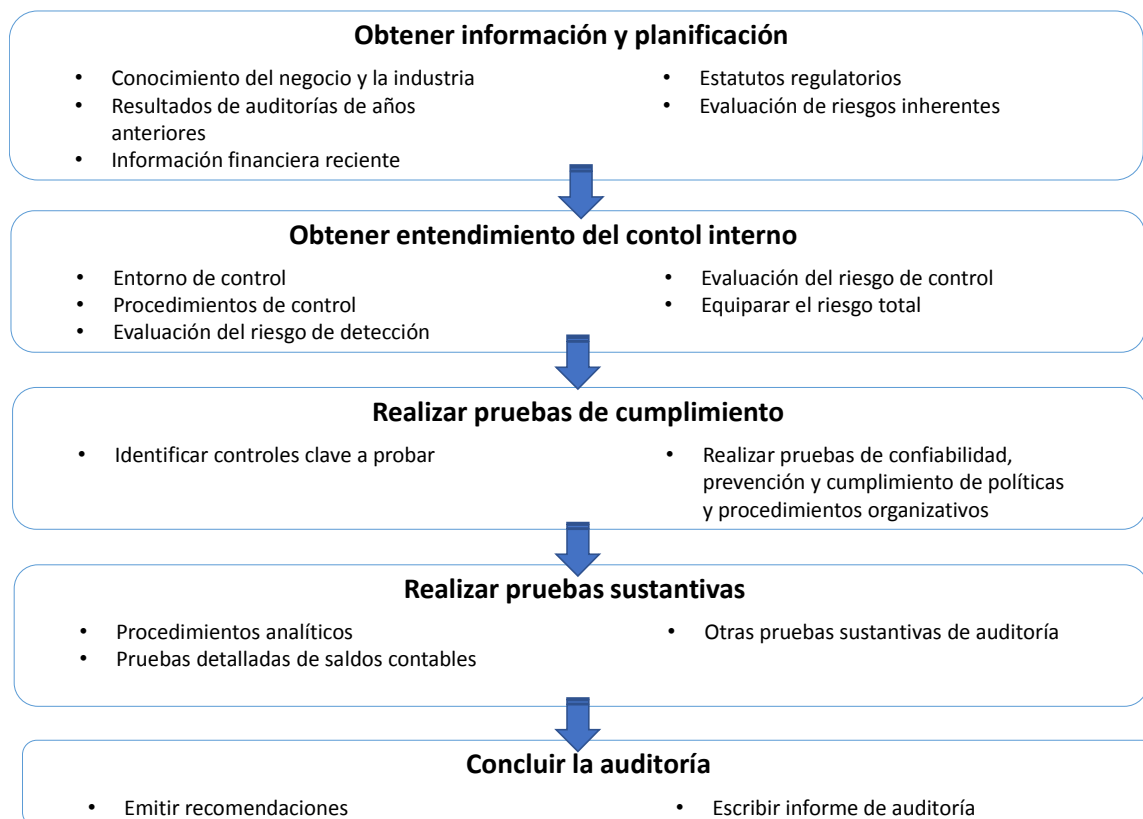 Obtener información y planificación
• Conocimiento del negocio y la industria
• Resultados de auditorías de años
anteriores
• Información financiera reciente
• Estatutos regulatorios
• Evaluación de riesgos inherentes
Obtener entendimiento del contol interno
• Entorno de control
• Procedimientos de control
• Evaluación del riesgo de detección
• Evaluación del riesgo de control
• Equiparar el riesgo total
Realizar pruebas de cumplimiento
• Identificar controles clave a probar
• Realizar pruebas de confiabilidad,
prevención y cumplimiento de políticas
y procedimientos organizativos
Realizar pruebas sustantivas
• Procedimientos analíticos
• Pruebas detalladas de saldos contables
• Otras pruebas sustantivas de auditoría
Concluir la auditoría
• Emitir recomendaciones
• Escribir informe de auditoría